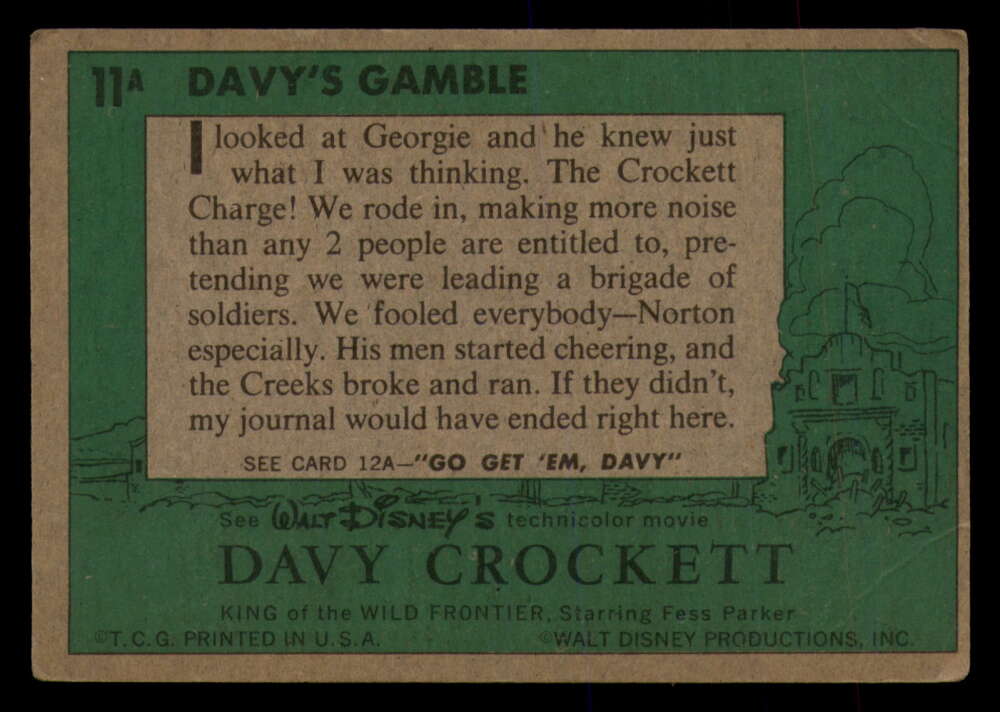 11A DAVY'S GAMBLE
I looked at Georgie and he knew just
what I was thinking. The Crockett
Charge! We rode in, making more noise
than any 2 people are entitled to, pre-
tending we were leading a brigade of
soldiers. We fooled everybody—Norton
especially. His men started cheering, and
the Creeks broke and ran. If they didn't,
my journal would have ended right here.
SEE CARD 12A—"GO GET 'EM, DAVY"
See WALT DISNEY'S technicolor movie
DAVY CROCKETT
KING of the WILD FRONTIER, Starring Fess Parker
©T.C.G. PRINTED IN U.S.A. ©WALT DISNEY PRODUCTIONS, INC.